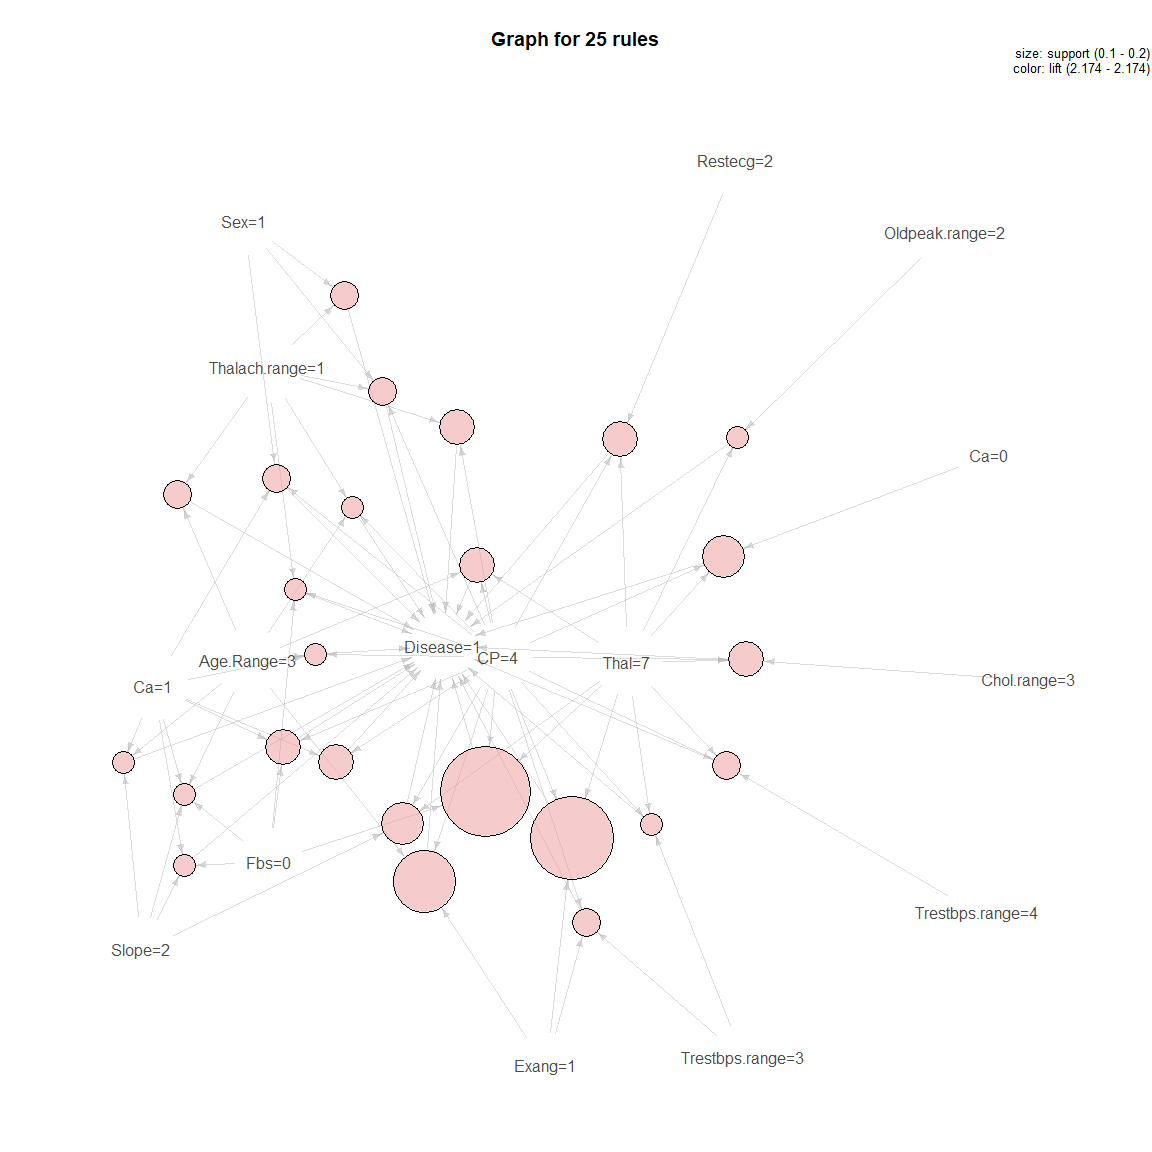 Graph for 25 rules
size: support (0.1 - 0.2)
color: lift (2.174 - 2.174)
Restecg=2
Sex=1
Oldpeak.range=2
Thalach.range=1
Ca=0
Disease=1
CP=4
Age.Range=3
Thal=7
Chol.range=3
Ca=1
Fbs=0
Trestbps.range=4
Slope=2
Trestbps.range=3
Exang=1